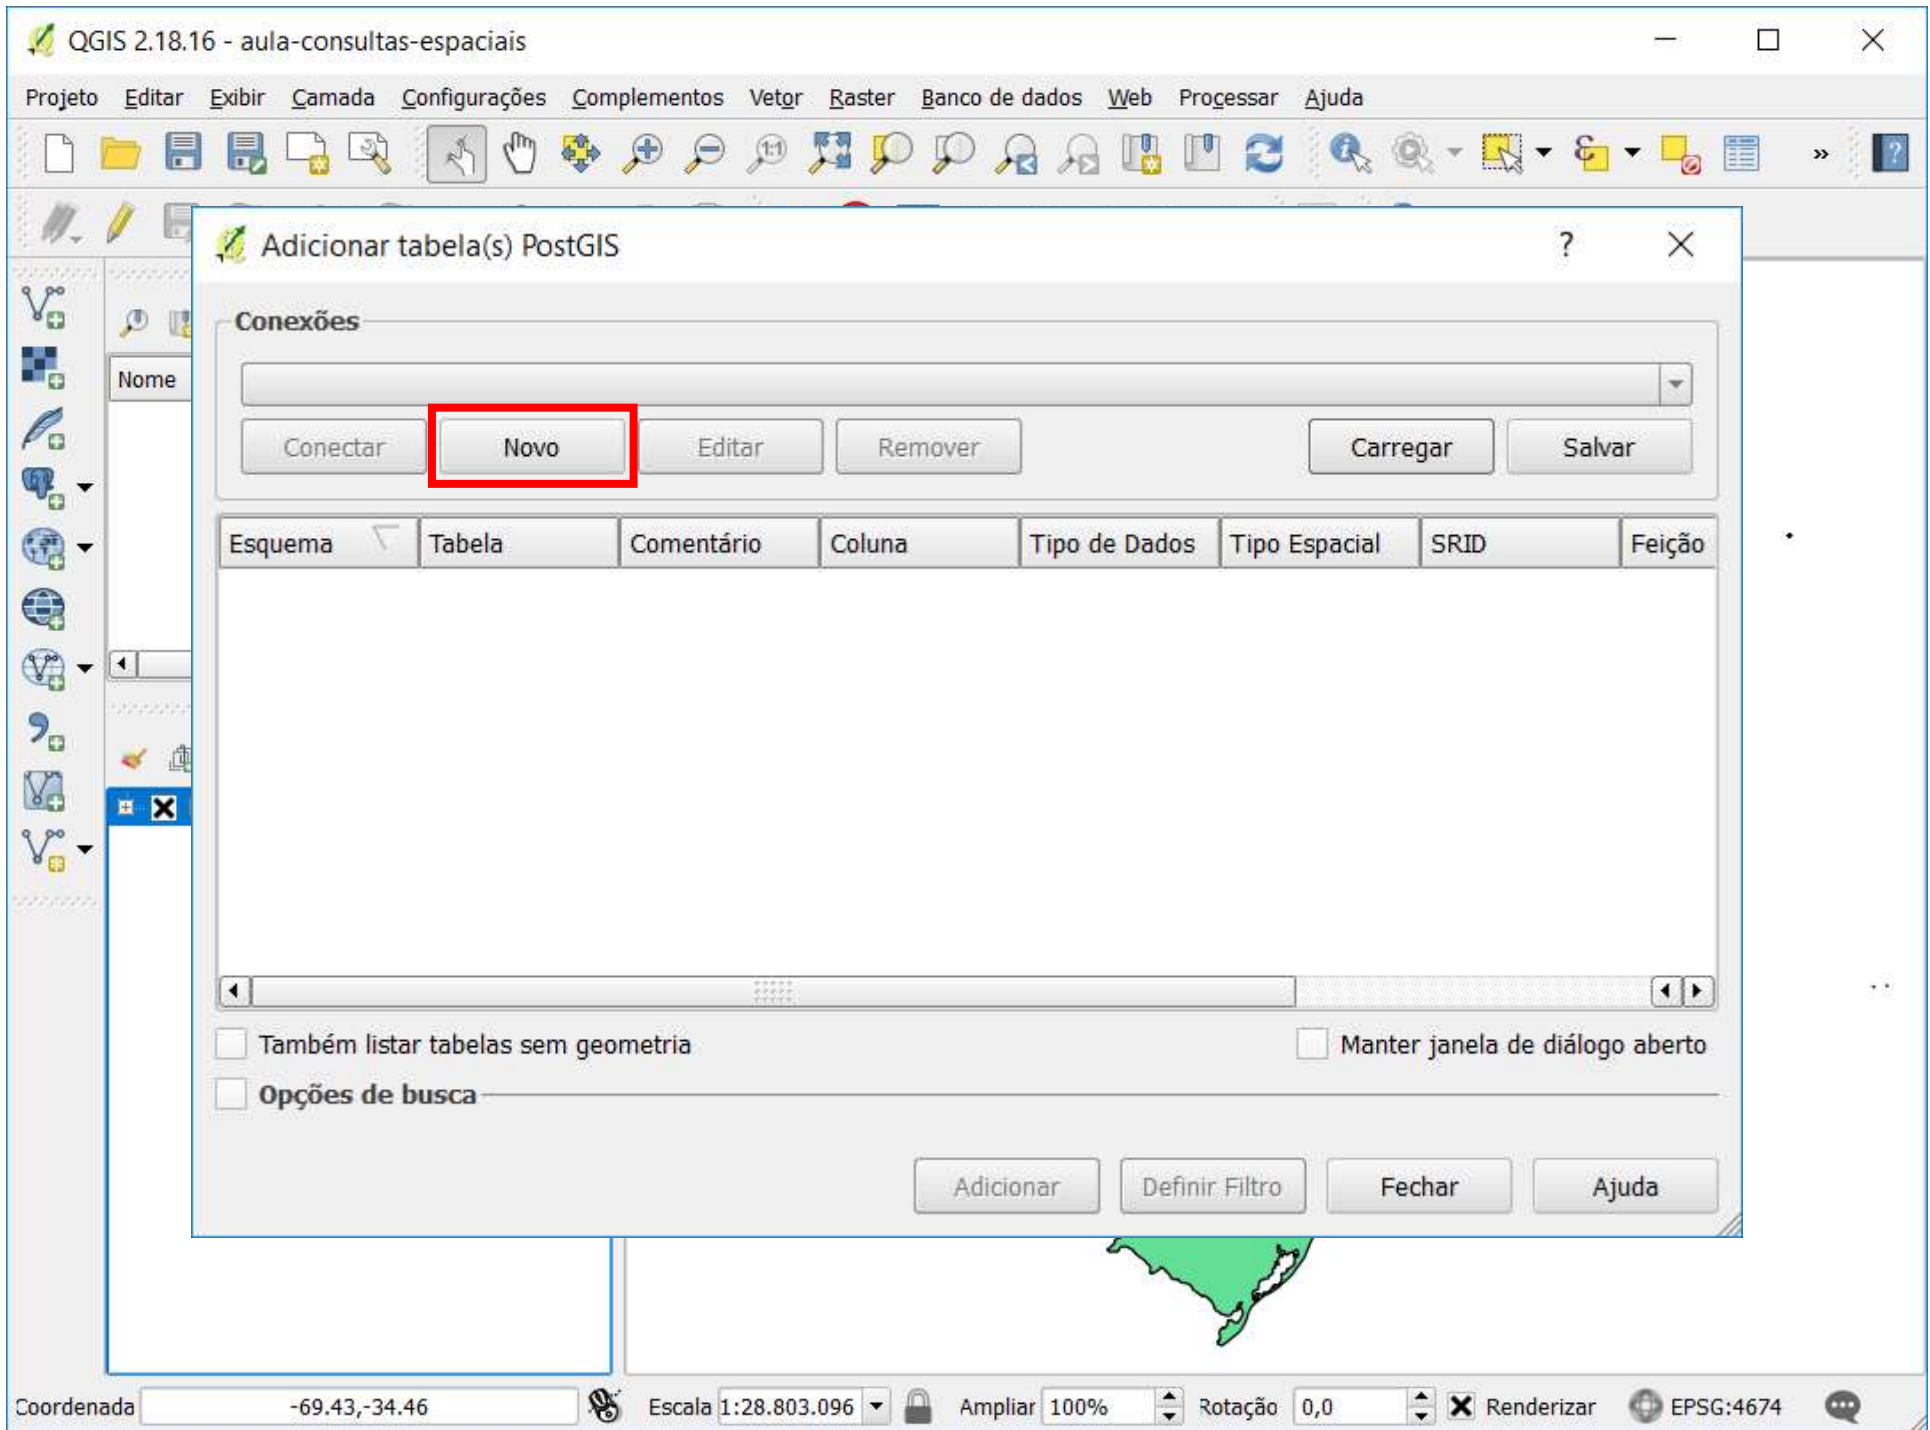 QGIS 2.18.16 - aula-consultas-espaciais
Projeto Editar Exibir Camada Configurações Complementos Vetor Raster Banco de dados Web Processar Ajuda
1:1
»
?
Adicionar tabela(s) PostGIS ?
Conexões
Nome
Conectar Novo Editar Remover Carregar Salvar
Esquema Tabela Comentário Coluna Tipo de Dados Tipo Espacial SRID Feição
Também listar tabelas sem geometria Manter janela de diálogo aberto
Opções de busca
Adicionar Definir Filtro Fechar Ajuda
Coordenada -69.43,-34.46 Escala 1:28.803.096 Ampliar 100% Rotação 0,0 Renderizar EPSG:4674